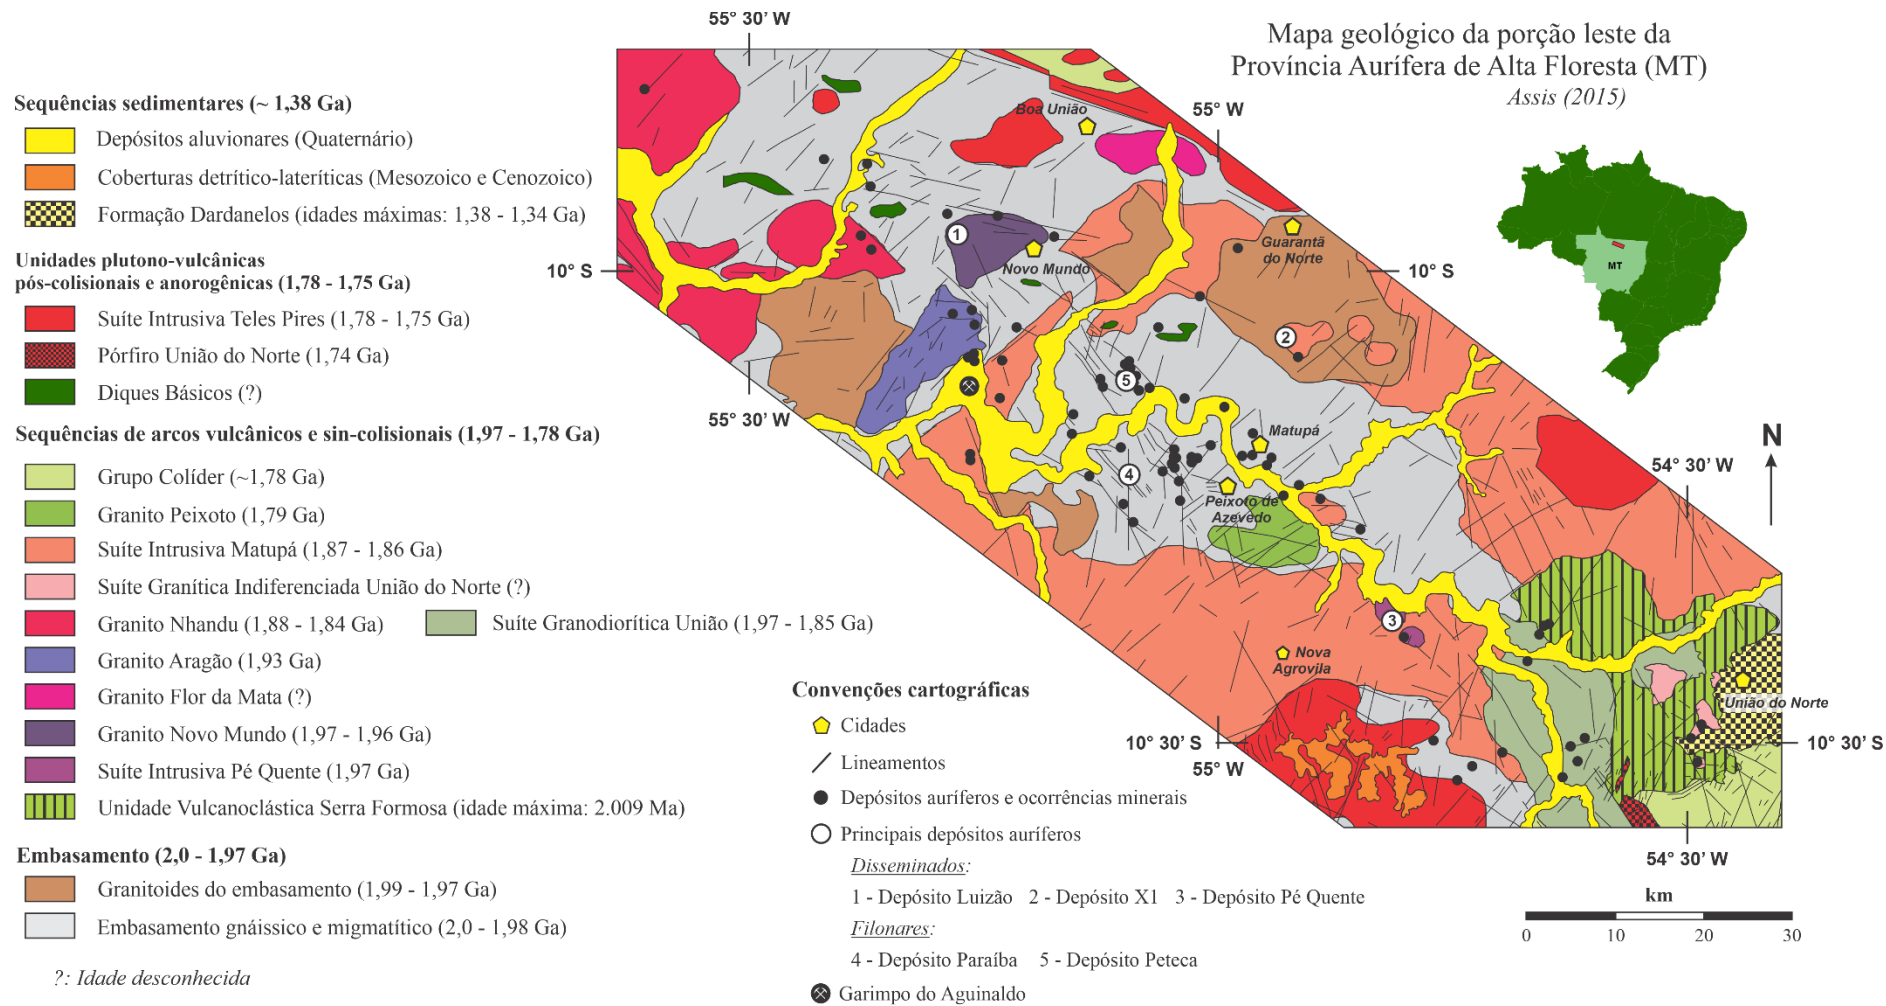 Mapa geológico da porção leste da
Província Aurífera de Alta Floresta (MT)
Assis (2015)
Sequências sedimentares (~ 1,38 Ga)
Depósitos aluvionares (Quaternário)
Coberturas detrítico-lateríticas (Mesozoico e Cenozoico)
Formação Dardanelos (idades máximas: 1,38 - 1,34 Ga)
Unidades plutono-vulcânicas
pós-colisionais e anorogênicas (1,78 - 1,75 Ga)
Suíte Intrusiva Teles Pires (1,78 - 1,75 Ga)
Pórfiro União do Norte (1,74 Ga)
Diques Básicos (?)
Sequências de arcos vulcânicos e sin-colisionais (1,97 - 1,78 Ga)
Grupo Colíder (~1,78 Ga)
Granito Peixoto (1,79 Ga)
Suíte Intrusiva Matupá (1,87 - 1,86 Ga)
Suíte Granítica Indiferenciada União do Norte (?)
Granito Nhandu (1,88 - 1,84 Ga)
Suíte Granodiorítica União (1,97 - 1,85 Ga)
Granito Aragão (1,93 Ga)
Granito Flor da Mata (?)
Granito Novo Mundo (1,97 - 1,96 Ga)
Suíte Intrusiva Pé Quente (1,97 Ga)
Unidade Vulcanoclástica Serra Formosa (idade máxima: 2.009 Ma)
Embasamento (2,0 - 1,97 Ga)
Granitoides do embasamento (1,99 - 1,97 Ga)
Embasamento gnáissico e migmatítico (2,0 - 1,98 Ga)
?: Idade desconhecida
55° 30' W
55° W
Boa União
1
Novo Mundo
Guarantã
do Norte
10° S
10° S
MT
2
5
55° 30' W
Matupá
4
Peixoto de
Azevedo
54° 30' W
N
3
Nova
Agrovila
União do Norte
10° 30' S
55° W
10° 30' S
54° 30' W
Convenções cartográficas
Cidades
Lineamentos
Depósitos auríferos e ocorrências minerais
Principais depósitos auríferos
Disseminados:
1 - Depósito Luizão 2 - Depósito X1 3 - Depósito Pé Quente
Filonares:
4 - Depósito Paraíba 5 - Depósito Peteca
Garimpo do Aguinaldo
km
0 10 20 30